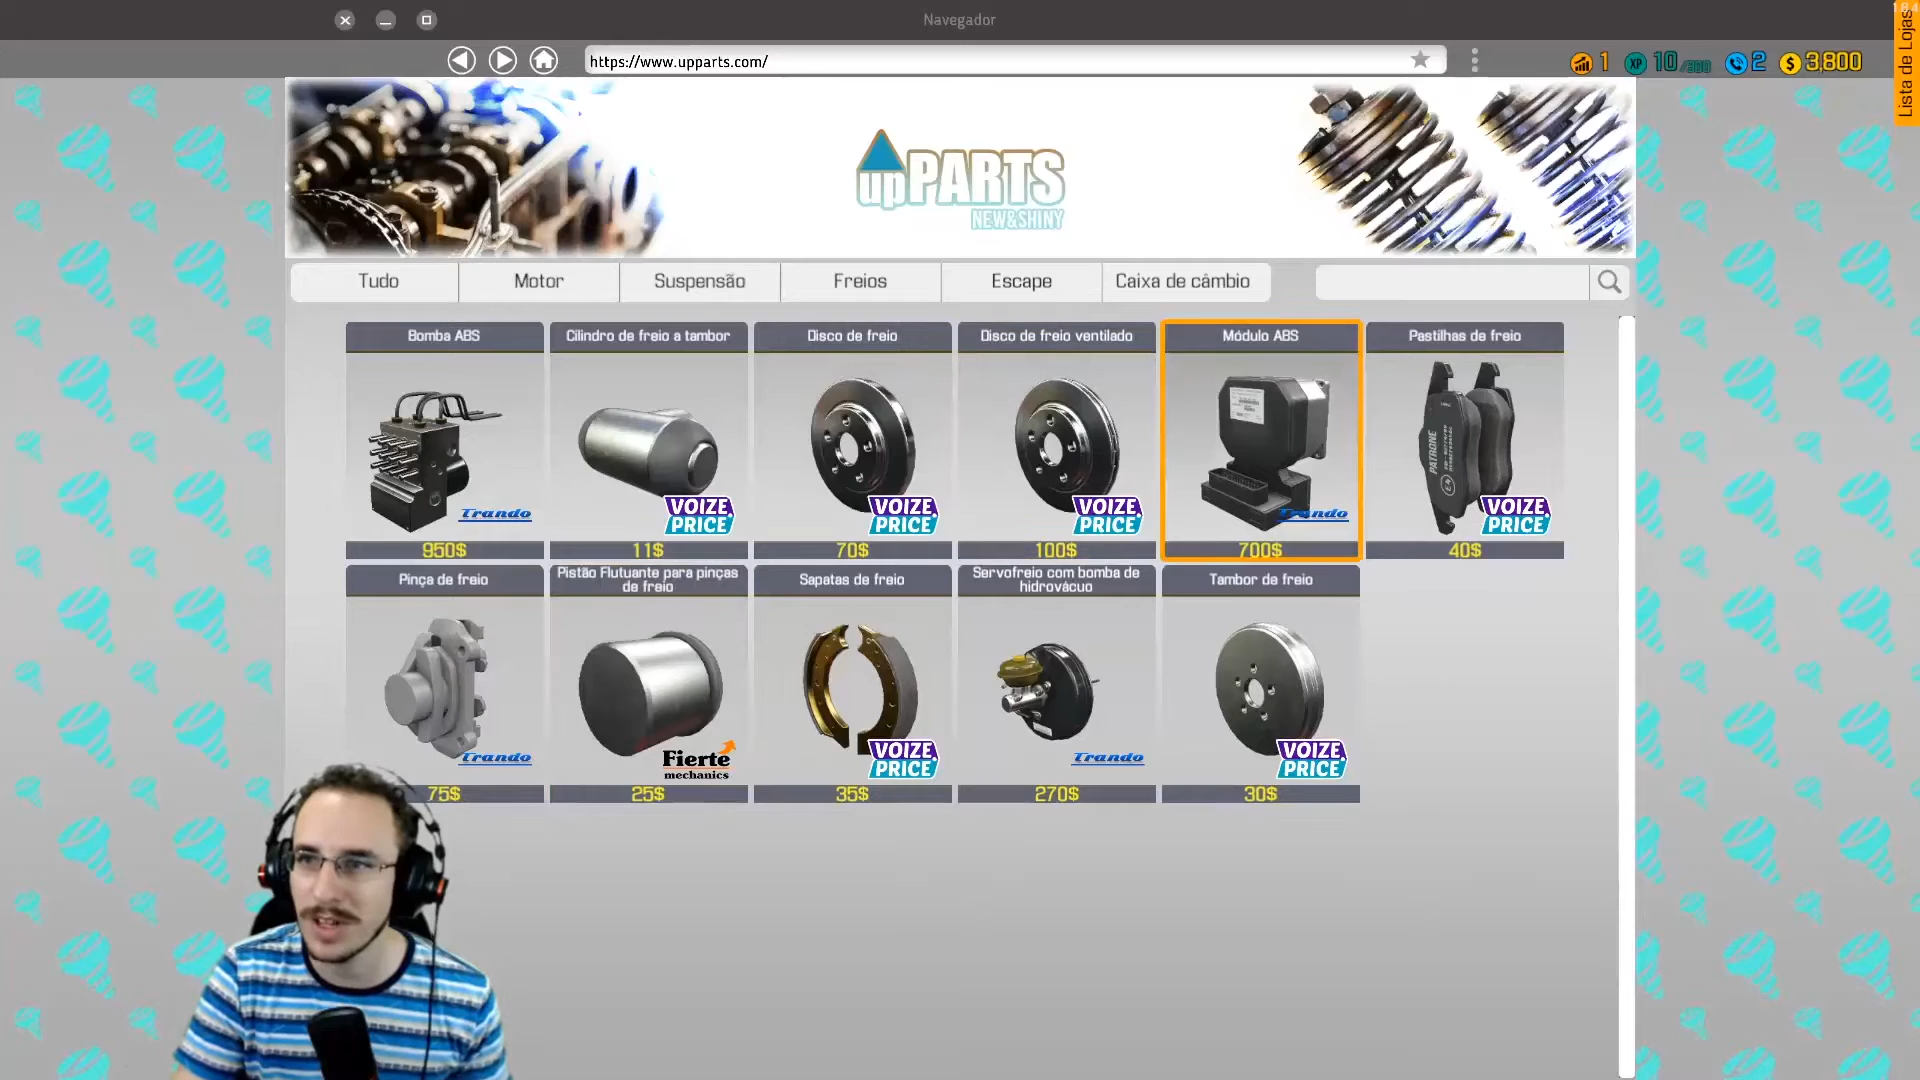 Navegador
https://www.upparts.com/
1
XP 10/300
2
$ 3,800
Lista de Lojas
upPARTS
NEW&SHINY
Tudo
Motor
Suspensão
Freios
Escape
Caixa de câmbio
Bomba ABS
Trando
950$
Cilindro de freio a tambor
VOIZE
PRICE
11$
Disco de freio
VOIZE
PRICE
70$
Disco de freio ventilado
VOIZE
PRICE
100$
Módulo ABS
Trando
700$
Pastilhas de freio
PATRONE
VOIZE
PRICE
40$
Pinça de freio
Trando
75$
Pistão Flutuante para pinças
de freio
Fierte
mechanics
25$
Sapatas de freio
VOIZE
PRICE
35$
Servofreio com bomba de
hidrovácuo
Trando
270$
Tambor de freio
VOIZE
PRICE
30$